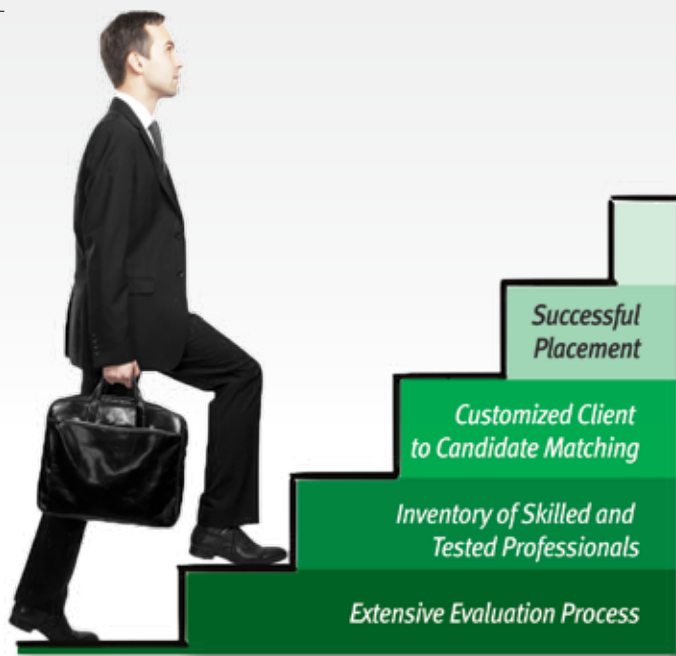 Successful
Placement
Customized Client
to Candidate Matching
Inventory of Skilled and
Tested Professionals
Extensive Evaluation Process